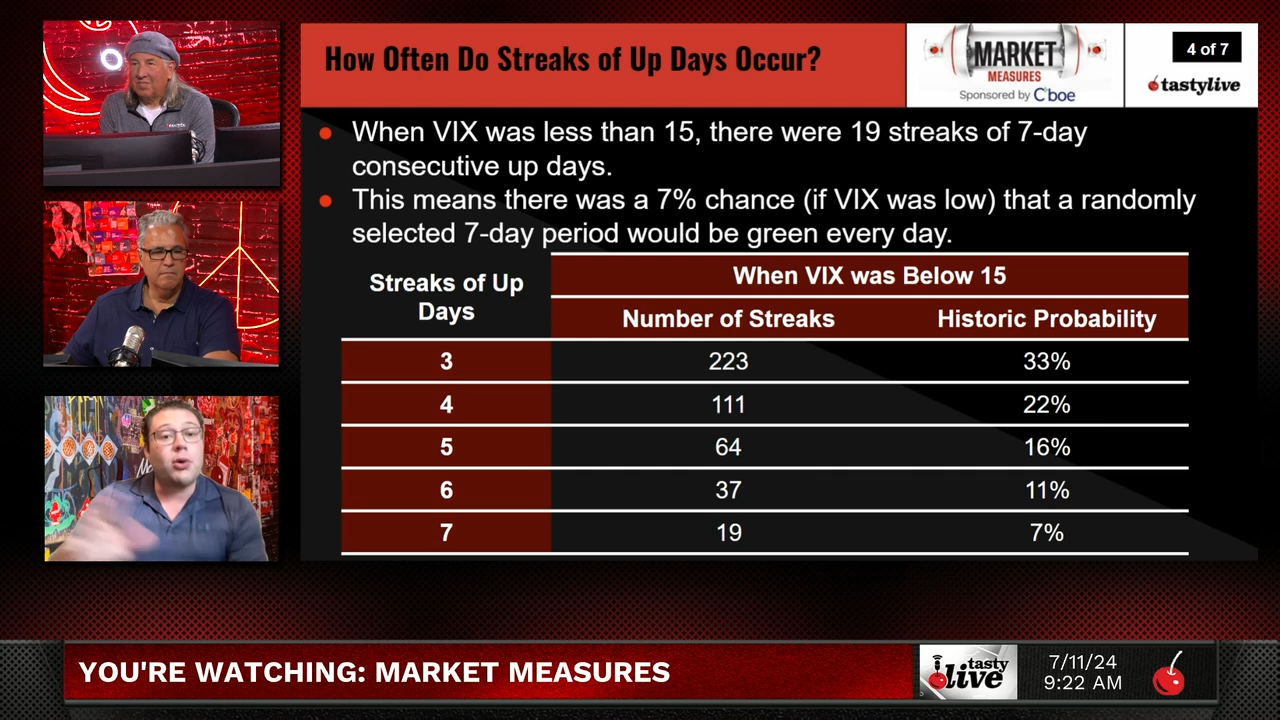 How Often Do Streaks of Up Days Occur?
MARKET
MEASURES
Sponsored by Cboe
4 of 7
tastylive
• When VIX was less than 15, there were 19 streaks of 7-day
consecutive up days.
• This means there was a 7% chance (if VIX was low) that a randomly
selected 7-day period would be green every day.
Streaks of Up
Days
When VIX was Below 15
Number of Streaks Historic Probability
3 223 33%
4 111 22%
5 64 16%
6 37 11%
7 19 7%
YOU'RE WATCHING: MARKET MEASURES
tasty
live
7/11/24
9:22 AM